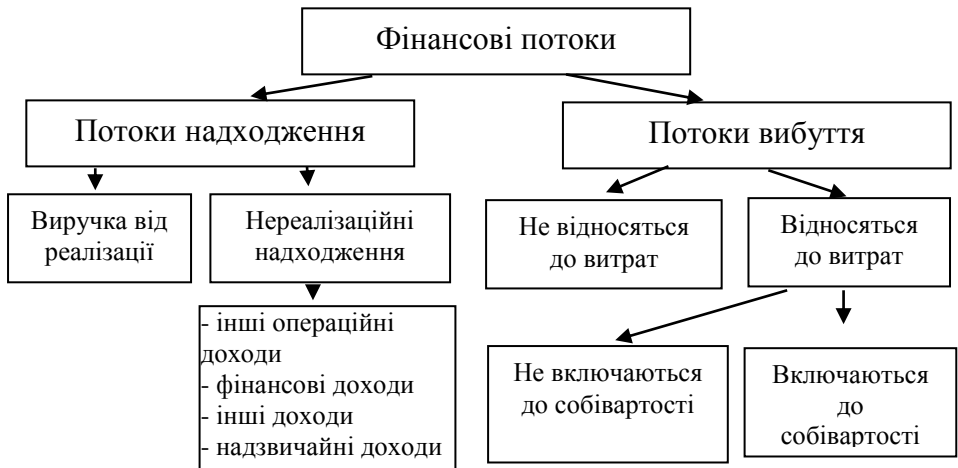 Фінансові потоки
Потоки надходження
Потоки вибуття
Виручка від
реалізації
Нереалізаційні
надходження
Не відносяться
до витрат
Відносяться
до витрат
- інші операційні
доходи
- фінансові доходи
- інші доходи
- надзвичайні доходи
Не включаються
до собівартості
Включаються
до
собівартості